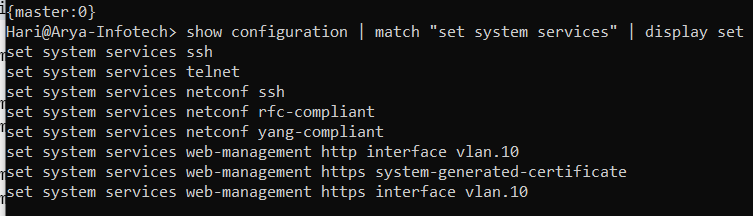 {master:0}
Hari@Arya-Infotech> show configuration | match "set system services" | display set
set system services ssh
set system services telnet
set system services netconf ssh
set system services netconf rfc-compliant
set system services netconf yang-compliant
set system services web-management http interface vlan.10
set system services web-management https system-generated-certificate
set system services web-management https interface vlan.10